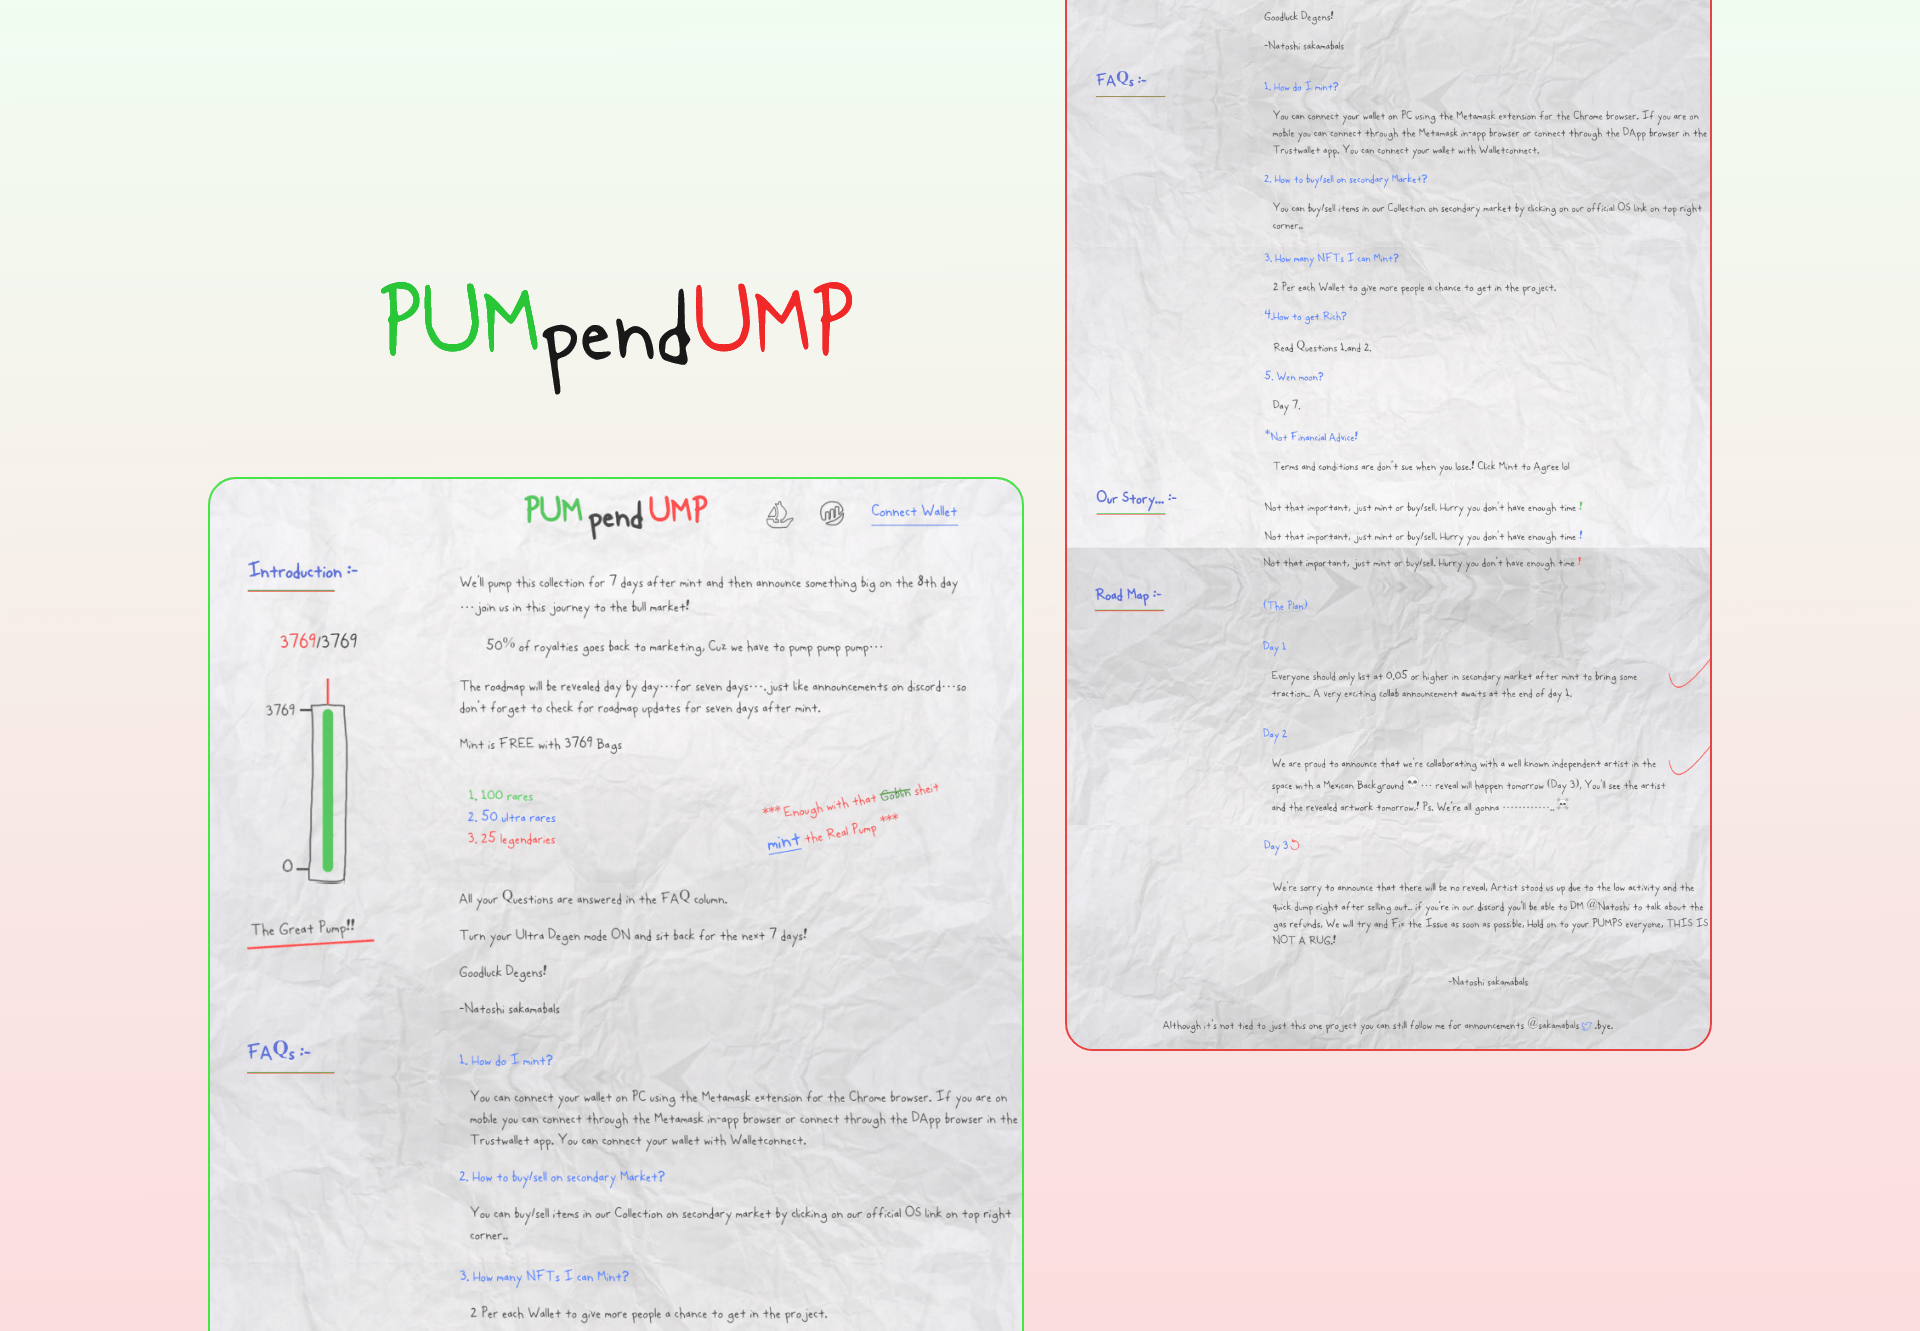 PUMpendUMP
PUM pend UMP
Connect Wallet
Introduction :-
We'll pump this collection for 7 days after mint and then announce something big on the 8th day
...join us in this journey to the bull market!
3769/3769
50% of royalties goes back to marketing, Cuz we have to pump pump pump...
The roadmap will be revealed day by day...for seven days....just like announcements on discord...so
don't forget to check for roadmap updates for seven days after mint.
3769
0
The Great Pump!!
Mint is FREE with 3769 Bags
1. 100 rares
2. 50 ultra rares
3. 25 legendaries
***Enough with that Goblin sheit
mint the Real Pump ***
All your Questions are answered in the FAQ column.
Turn your Ultra Degen mode ON and sit back for the next 7 days!
Goodluck Degens!
-Natoshi sakamabals
FAQs :-
1. How do I mint?
You can connect your wallet on PC using the Metamask extension for the Chrome browser. If you are on
moble you can connect through the Metamask in-app browser or connect through the DApp browser in the
Trustwallet app. You can connect your wallet with Walletconnect.
2. How to buy/sell on secondary Market?
You can buy/sell items in our Collection on secondary market by clicking on our official OS link on top right
corner..
3. How many NFTs I can Mint?
2 Per each Wallet to give more people a chance to get in the project.
Goodluck Degens!
-Natoshi sakamabals
FAQs :-
1. How do I mint?
You can connect your wallet on PC using the Metamask extension for the Chrome browser. If you are on
moble you can connect through the Metamask in-app browser or connect through the DApp browser in the
Trustwallet app. You can connect your wallet with Walletconnect.
2. How to buy/sell on secondary Market?
You can buy/sell items in our Collection on secondary market by clicking on our official OS link on top right
corner..
3. How many NFTs I can Mint?
2 Per each Wallet to give more people a chance to get in the project.
4.How to get Rich?
Read Questions 1.and 2.
5. Wen moon?
Day 7.
*Not Financial Advice!
Terms and conditions are don't sue when you lose.! Click Mint to Agree lol
Our Story... :-
Not that important, just mint or buy/sell. Hurry you don't have enough time !
Not that important, just mint or buy/sell. Hurry you don't have enough time !
Not that important, just mint or buy/sell. Hurry you don't have enough time !
Road Map :-
(The Plan)
Day 1
Everyone should only list at 0.05 or higher in secondary market after mint to bring some
traction.. A very exciting collab announcement awaits at the end of day 1.
Day 2
We are proud to announce that we're collaborating with a well known independent artist in the
space with a Mexican Background 💀 ... reveal will happen tomorrow (Day 3), You'll see the artist
and the revealed artwork tomorrow.! Ps. We're all gonna ............. ☠
Day 3
We're sorry to announce that there will be no reveal, Artist stood us up due to the low activity and the
quick dump right after selling out.. if you're in our discord you'll be able to DM @Natoshi to talk about the
gas refunds. We will try and Fix the Issue as soon as possible. Hold on to your PUMPS everyone, THIS IS
NOT A RUG.!
-Natoshi sakamabals
Although it's not tied to just this one project you can still follow me for announcements @sakamabals .bye.